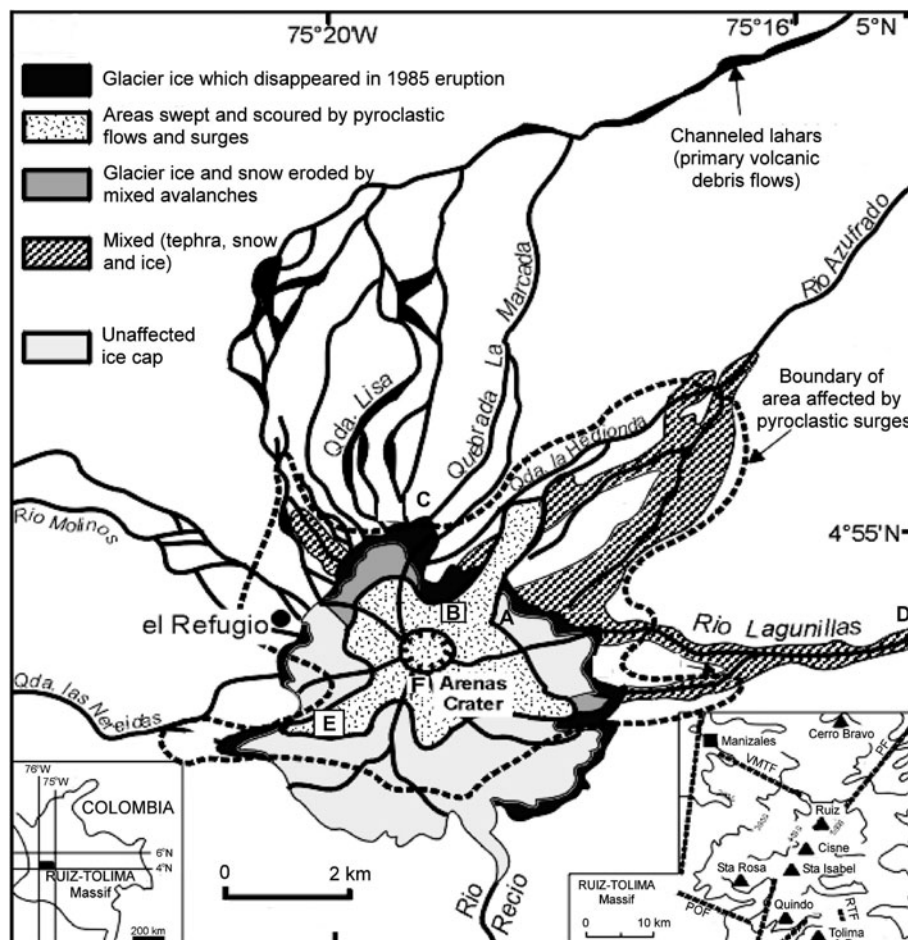 75°20'W
75°16'
5°N
Glacier ice which disappeared in 1985 eruption
Areas swept and scoured by pyroclastic
flows and surges
Glacier ice and snow eroded by
mixed avalanches
Mixed (tephra, snow
and ice)
Unaffected
ice cap
Channeled lahars
(primary volcanic
debris flows)
Rio Azufrado
Quebrada La Marcada
Qda. Lisa
Qda. la Hedionda
Boundary of
area affected by
pyroclastic surges
C
4°55'N
Rio Molinos
el Refugio
B
A
Rio Lagunillas
D
F
Arenas
Crater
E
Qda. las Nereidas
0
2 km
Rio
Recio
76°W
75°W
COLOMBIA
6°N
4°N
RUIZ-TOLIMA
Massif
200 km
Manizales
Cerro Bravo
VMTF
PF
Ruiz
Cisne
Sta Rosa
Sta Isabel
RUIZ-TOLIMA
Massif
POF
Quindo
RTF
0
10 km
Tolima